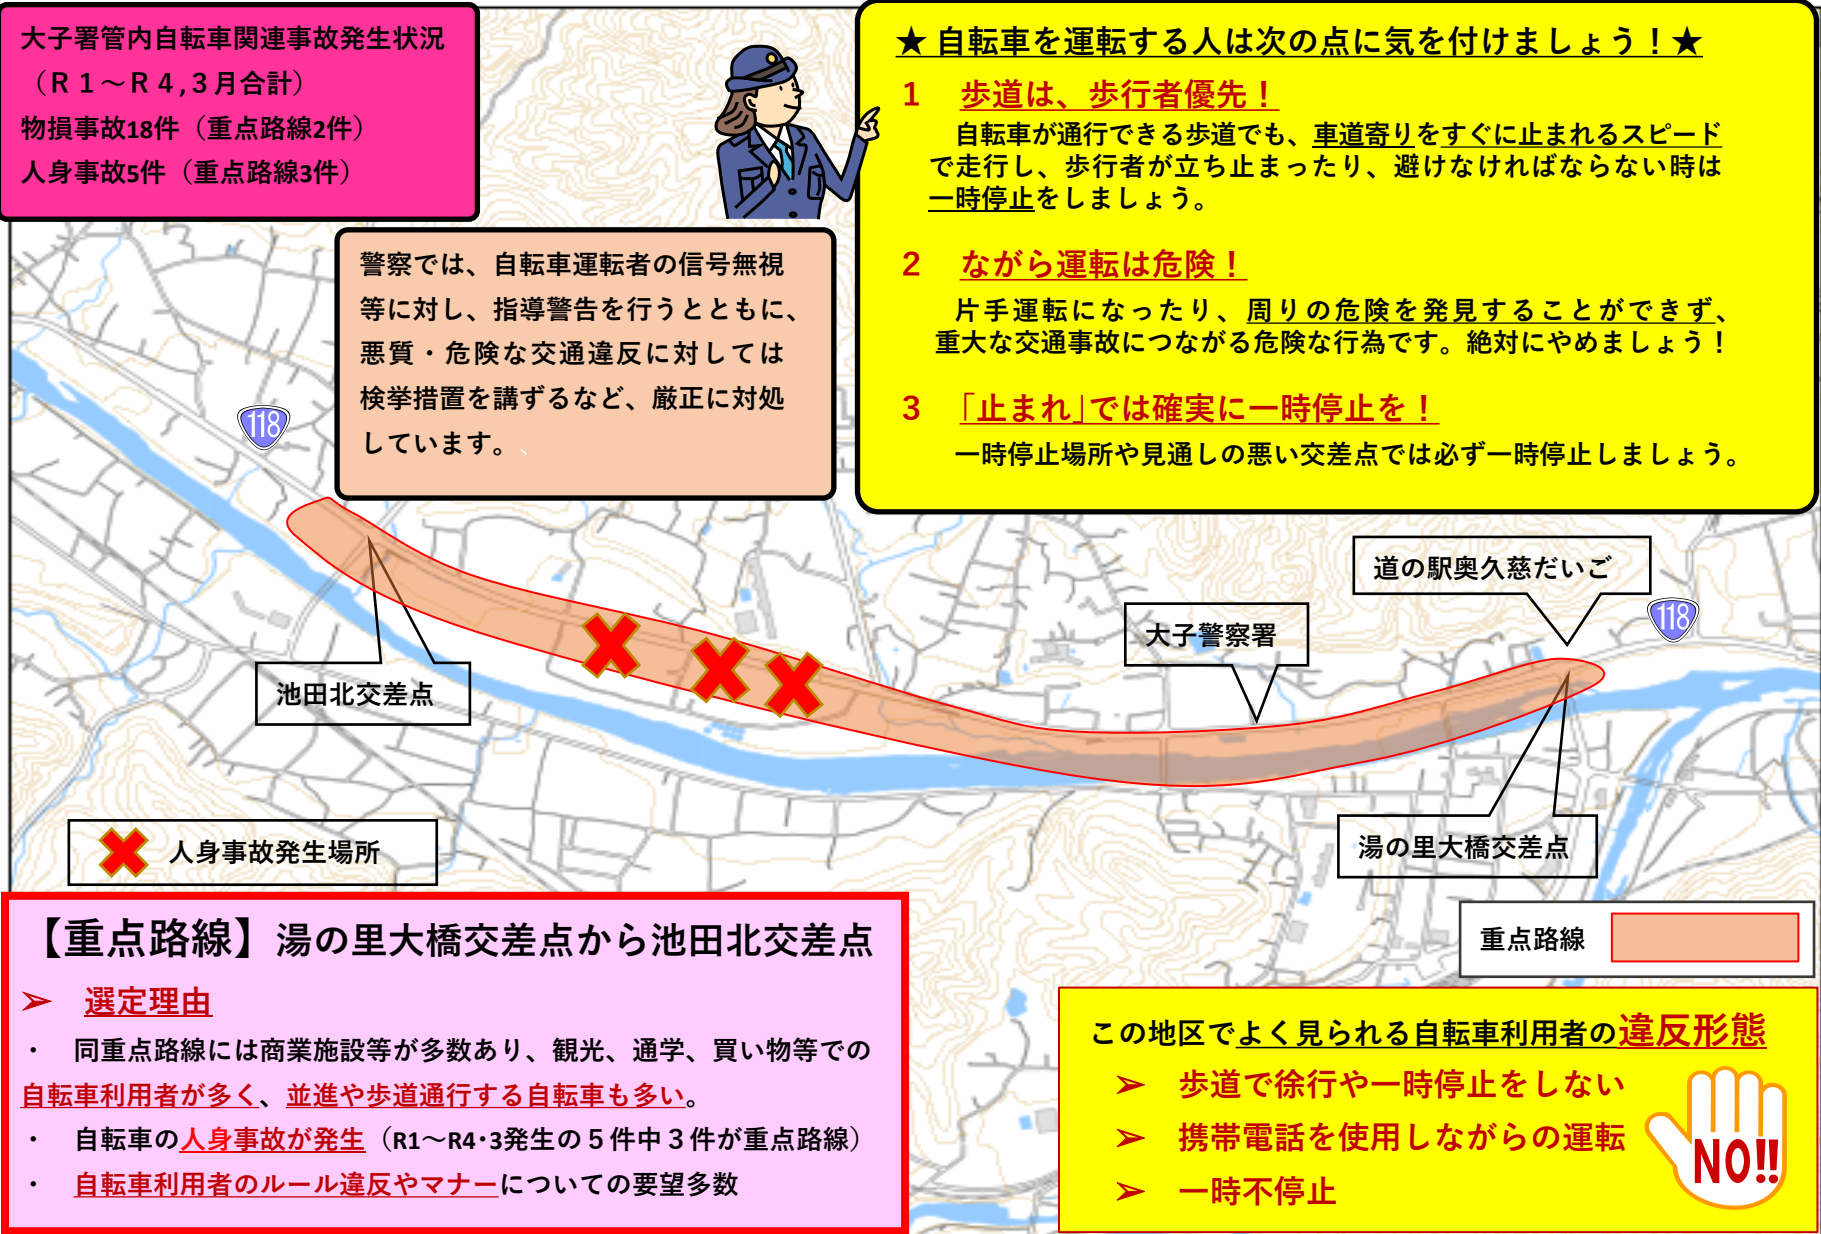 大子署管内自転車関連事故発生状況
（Ｒ１～Ｒ４,３月合計）
物損事故18件（重点路線2件）
人身事故5件（重点路線3件）
★ 自転車を運転する人は次の点に気を付けましょう！★
1　歩道は、歩行者優先！
自転車が通行できる歩道でも、車道寄りをすぐに止まれるスピード
で走行し、歩行者が立ち止まったり、避けなければならない時は
一時停止をしましょう。
2　ながら運転は危険！
片手運転になったり、周りの危険を発見することができず、
重大な交通事故につながる危険な行為です。絶対にやめましょう！
3　「止まれ」では確実に一時停止を！
一時停止場所や見通しの悪い交差点では必ず一時停止しましょう。
警察では、自転車運転者の信号無視
等に対し、指導警告を行うとともに、
悪質・危険な交通違反に対しては
検挙措置を講ずるなど、厳正に対処
しています。、
118
道の駅奥久慈だいご
118
大子警察署
池田北交差点
湯の里大橋交差点
人身事故発生場所
重点路線
【重点路線】湯の里大橋交差点から池田北交差点
➢　選定理由
・　同重点路線には商業施設等が多数あり、観光、通学、買い物等での
自転車利用者が多く、並進や歩道通行する自転車も多い。
・　自転車の人身事故が発生（R1～R4・3発生の５件中３件が重点路線）
・　自転車利用者のルール違反やマナーについての要望多数
この地区でよく見られる自転車利用者の違反形態
➢　歩道で徐行や一時停止をしない
➢　携帯電話を使用しながらの運転
➢　一時不停止
NO!!